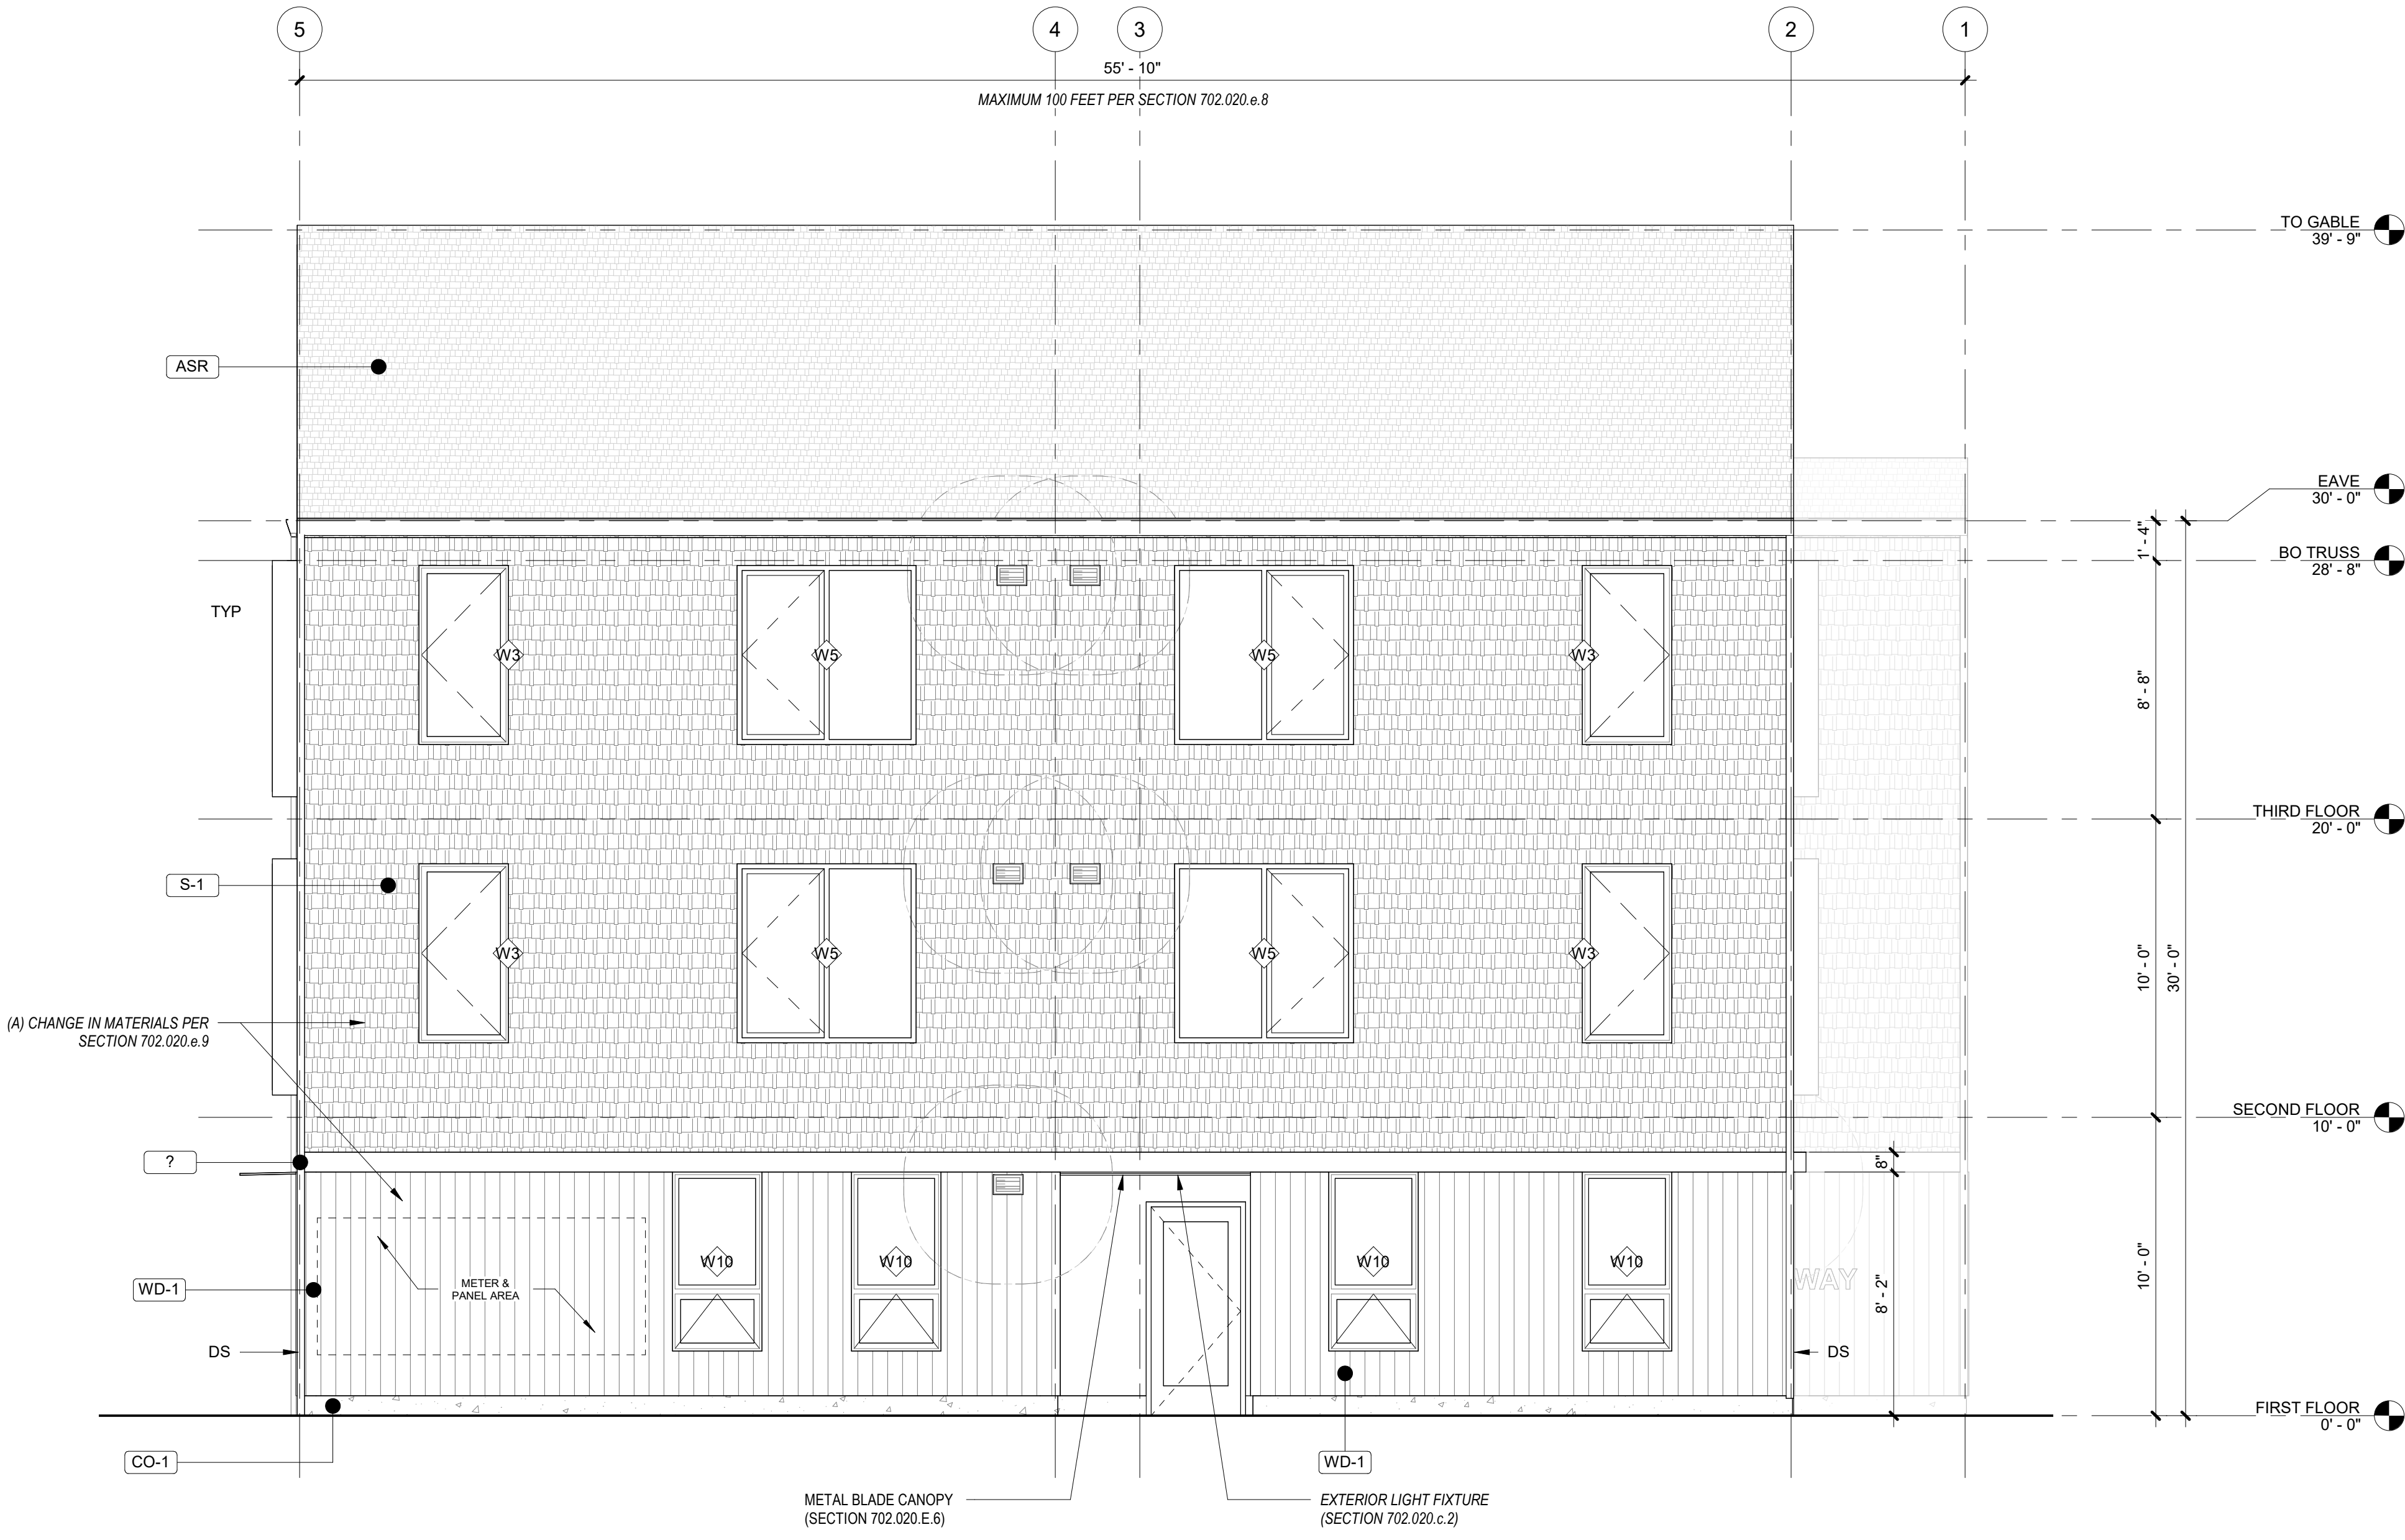 5
4
3
2
1
55' - 10"
MAXIMUM 100 FEET PER SECTION 702.020.e.8
TO GABLE
39' - 9"
ASR
EAVE
30' - 0"
1' - 4"
BO TRUSS
28' - 8"
TYP
W3
W5
W5
W3
8' - 8"
THIRD FLOOR
20' - 0"
S-1
W3
W5
W5
W3
10' - 0"
30' - 0"
(A) CHANGE IN MATERIALS PER
SECTION 702.020.e.9
SECOND FLOOR
10' - 0"
?
8"
W10
W10
W10
W10
METER &
PANEL AREA
WD-1
WAY
8' - 2"
10' - 0"
DS
DS
FIRST FLOOR
0' - 0"
CO-1
WD-1
METAL BLADE CANOPY
(SECTION 702.020.E.6)
EXTERIOR LIGHT FIXTURE
(SECTION 702.020.c.2)